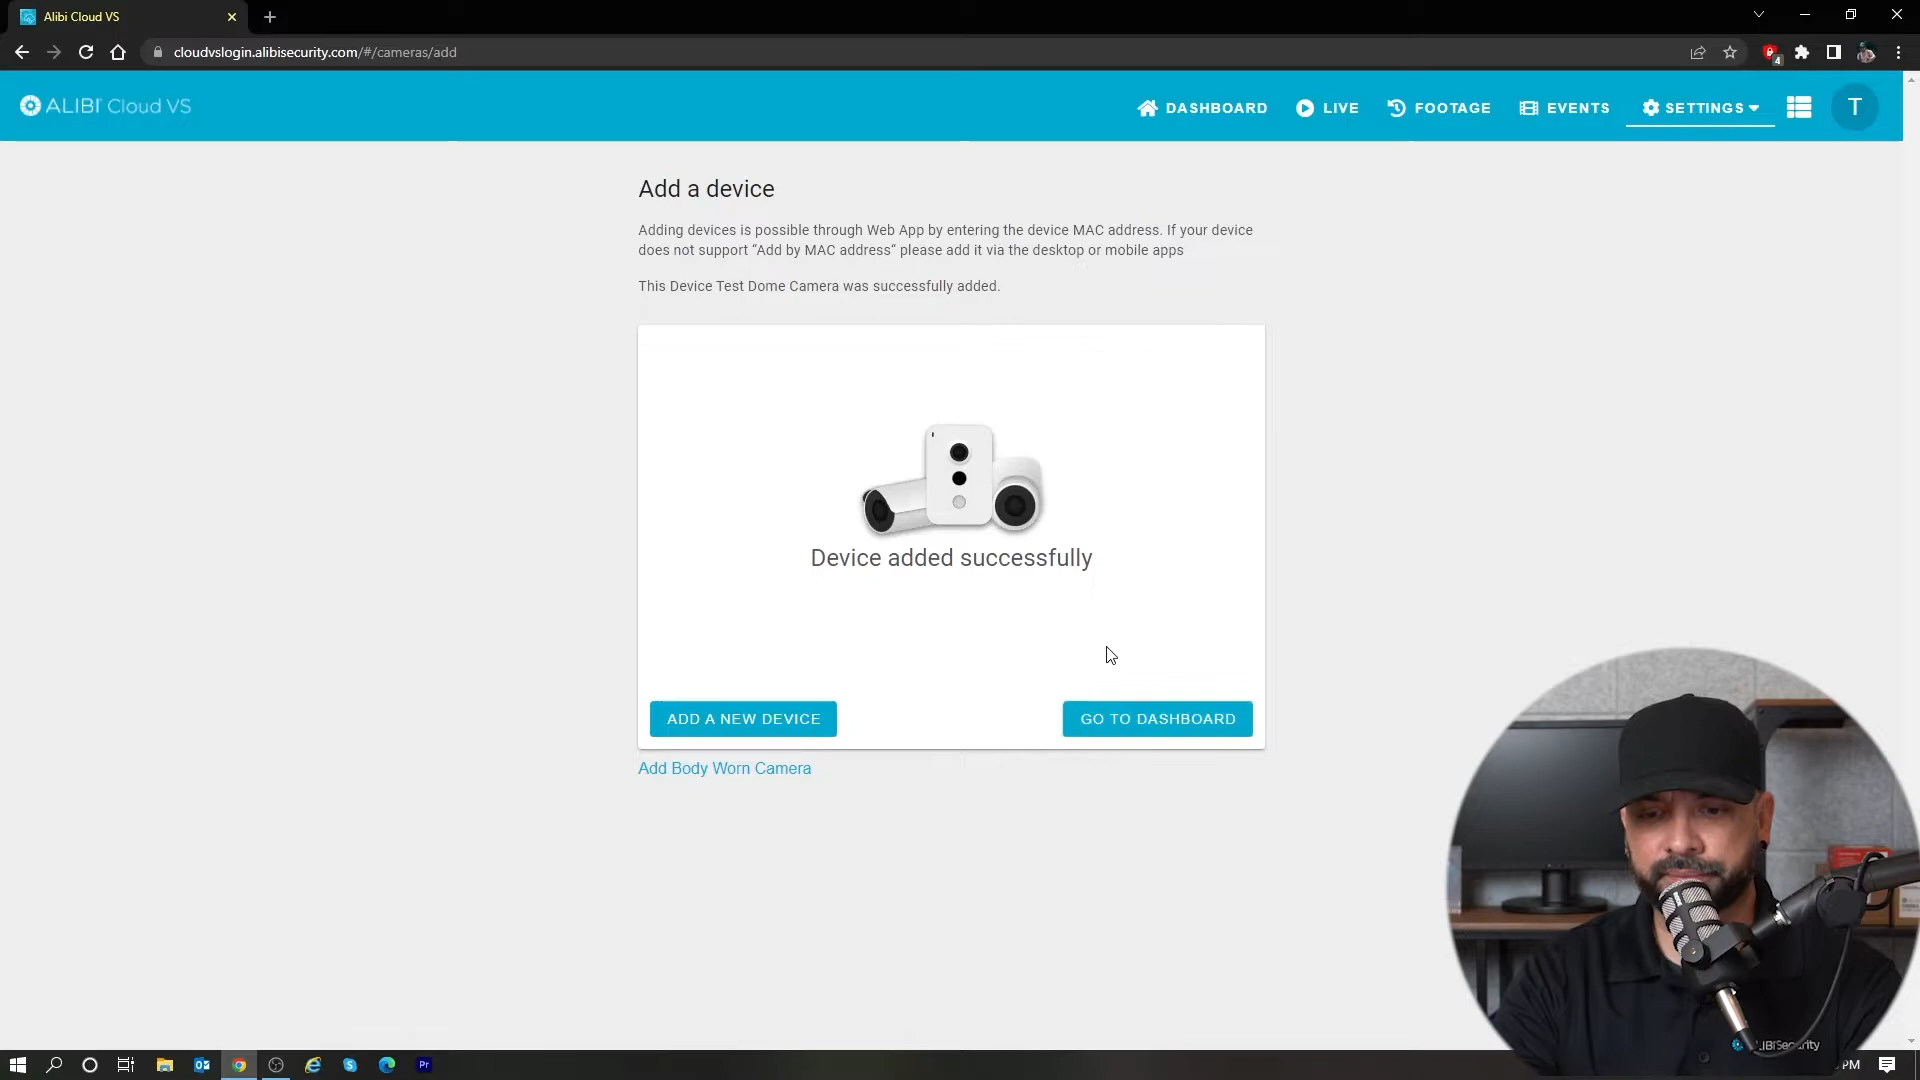 Alibi Cloud VS
cloudvslogin.alibisecurity.com/#/cameras/add
4
ALIBI Cloud VS
DASHBOARD
LIVE
FOOTAGE
EVENTS
SETTINGS
T
Add a device
Adding devices is possible through Web App by entering the device MAC address. If your device
does not support “Add by MAC address“ please add it via the desktop or mobile apps
This Device Test Dome Camera was successfully added.
Device added successfully
ADD A NEW DEVICE
GO TO DASHBOARD
Add Body Worn Camera
Pr
PM